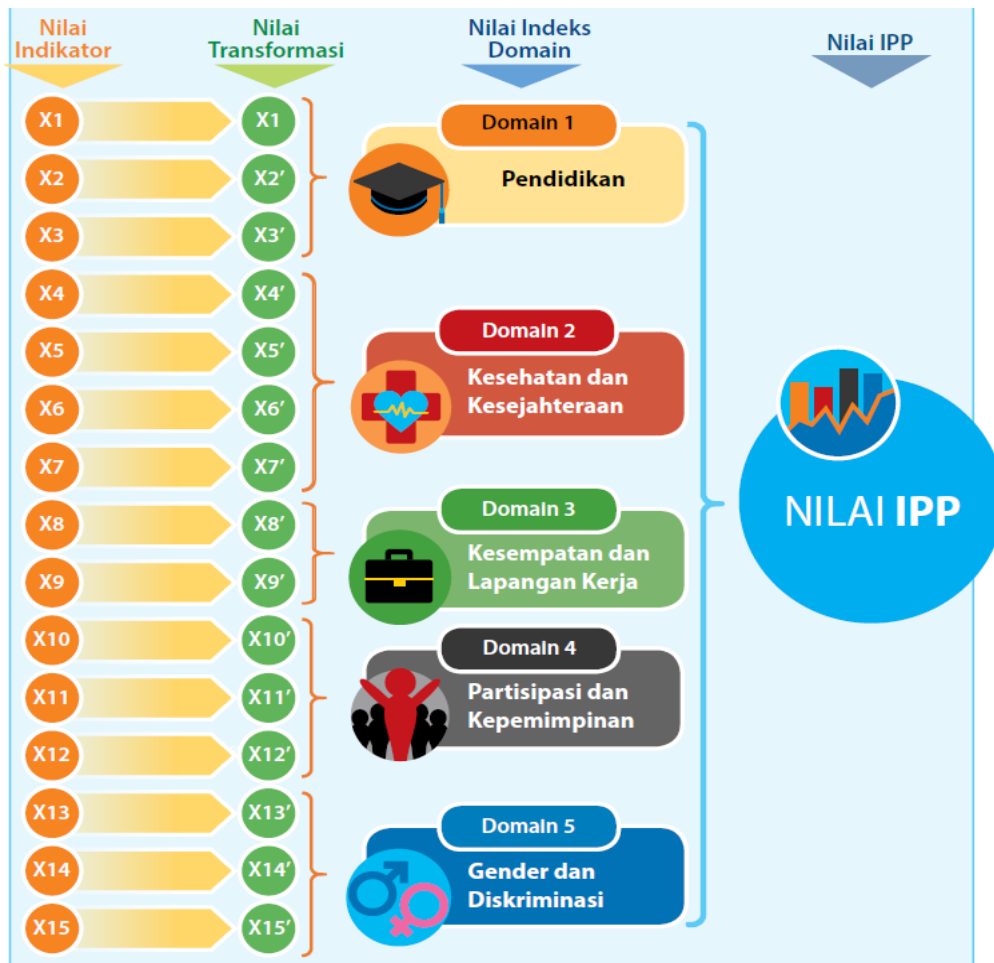 Nilai
Indikator
Nilai
Transformasi
Nilai Indeks
Domain
Nilai IPP
X1
X1
X2
X2’
X3
X3’
X4
X4’
X5
X5’
X6
X6’
X7
X7’
X8
X8’
X9
X9’
X10
X10’
X11
X11’
X12
X12’
X13
X13’
X14
X14’
X15
X15’
Domain 1
Pendidikan
Domain 2
Kesehatan dan
Kesejahteraan
Domain 3
Kesempatan dan
Lapangan Kerja
Domain 4
Partisipasi dan
Kepemimpinan
Domain 5
Gender dan
Diskriminasi
NILAI IPP